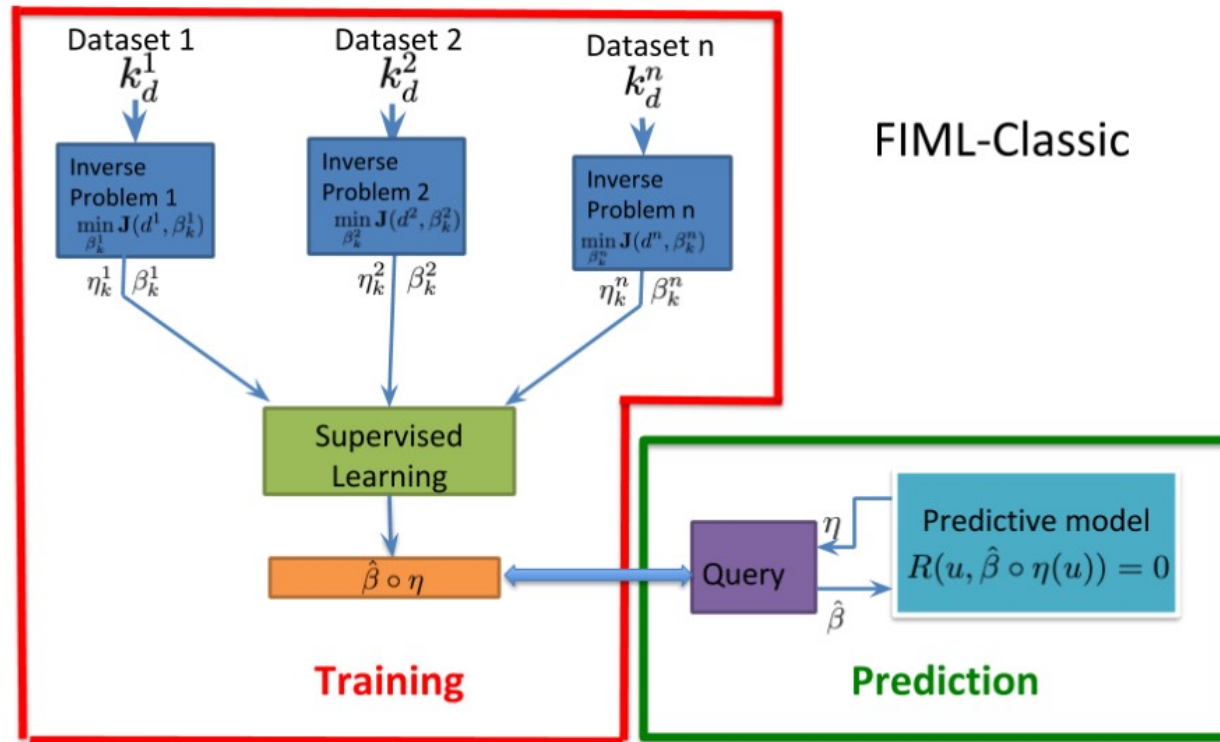 Dataset 1
k_d^1
Inverse
Problem 1
min_{β_k^1} J(d^1, β_k^1)
η_k^1 β_k^1
Dataset 2
k_d^2
Inverse
Problem 2
min_{β_k^2} J(d^2, β_k^2)
η_k^2 β_k^2
Dataset n
k_d^n
Inverse
Problem n
min_{β_k^n} J(d^n, β_k^n)
η_k^n β_k^n
FIML-Classic
Supervised
Learning
β̂ ∘ η
Training
Query
η
β̂
Predictive model
R(u, β̂ ∘ η(u)) = 0
Prediction